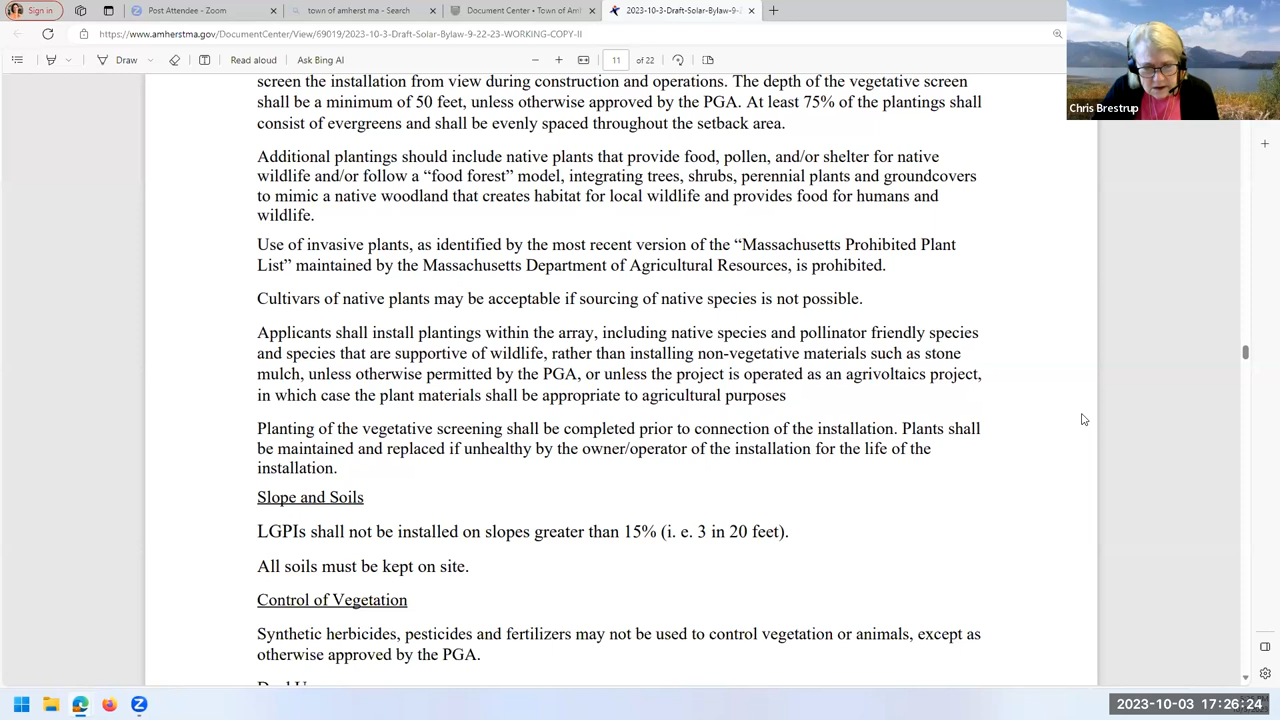 Sign in
Post Attendee - Zoom
town of amherst ma - Search
Document Center • Town of Am
2023-10-3-Draft-Solar-Bylaw-9-2
https://www.amherstma.gov/DocumentCenter/View/69019/2023-10-3-Draft-Solar-Bylaw-9-22-23-WORKING-COPY-II
Draw
Read aloud
Ask Bing AI
11 of 22
Chris Brestrup
screen the installation from view during construction and operations. The depth of the vegetative screen
shall be a minimum of 50 feet, unless otherwise approved by the PGA. At least 75% of the plantings shall
consist of evergreens and shall be evenly spaced throughout the setback area.
Additional plantings should include native plants that provide food, pollen, and/or shelter for native
wildlife and/or follow a “food forest” model, integrating trees, shrubs, perennial plants and groundcovers
to mimic a native woodland that creates habitat for local wildlife and provides food for humans and
wildlife.
Use of invasive plants, as identified by the most recent version of the “Massachusetts Prohibited Plant
List” maintained by the Massachusetts Department of Agricultural Resources, is prohibited.
Cultivars of native plants may be acceptable if sourcing of native species is not possible.
Applicants shall install plantings within the array, including native species and pollinator friendly species
and species that are supportive of wildlife, rather than installing non-vegetative materials such as stone
mulch, unless otherwise permitted by the PGA, or unless the project is operated as an agrivoltaics project,
in which case the plant materials shall be appropriate to agricultural purposes
Planting of the vegetative screening shall be completed prior to connection of the installation. Plants shall
be maintained and replaced if unhealthy by the owner/operator of the installation for the life of the
installation.
Slope and Soils
LGPIs shall not be installed on slopes greater than 15% (i. e. 3 in 20 feet).
All soils must be kept on site.
Control of Vegetation
Synthetic herbicides, pesticides and fertilizers may not be used to control vegetation or animals, except as
otherwise approved by the PGA.
2023-10-03 17:26:24